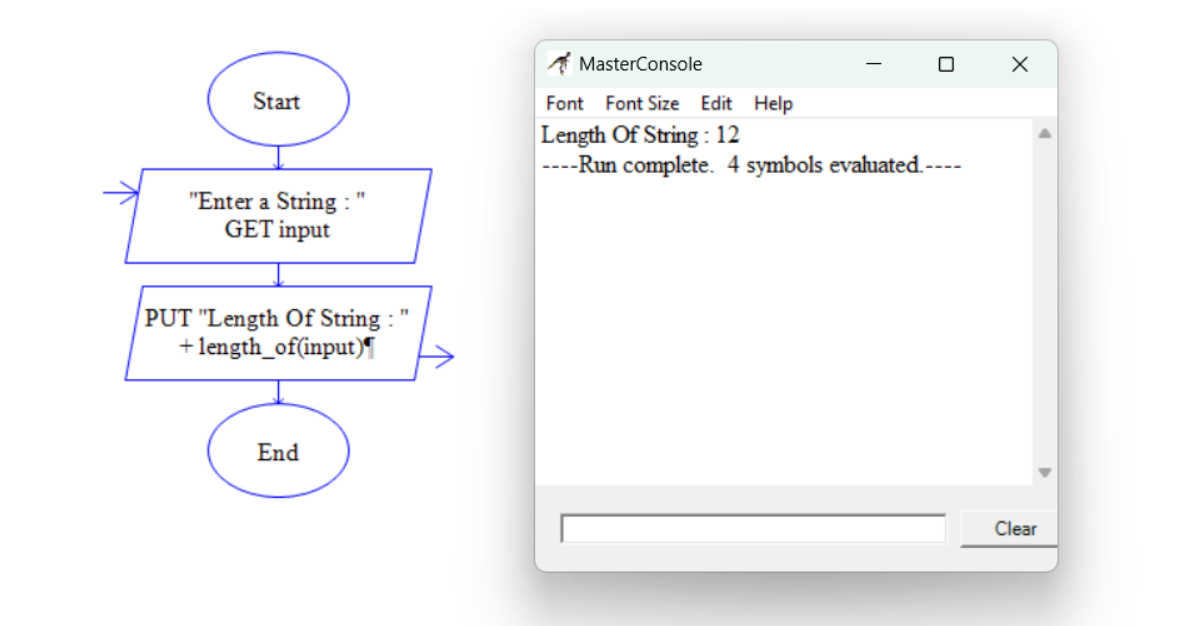 Start
"Enter a String : "
GET input
PUT "Length Of String : "
+ length_of(input)¶
End
MasterConsole
Font Font Size Edit Help
Length Of String : 12
----Run complete.  4 symbols evaluated.----
Clear